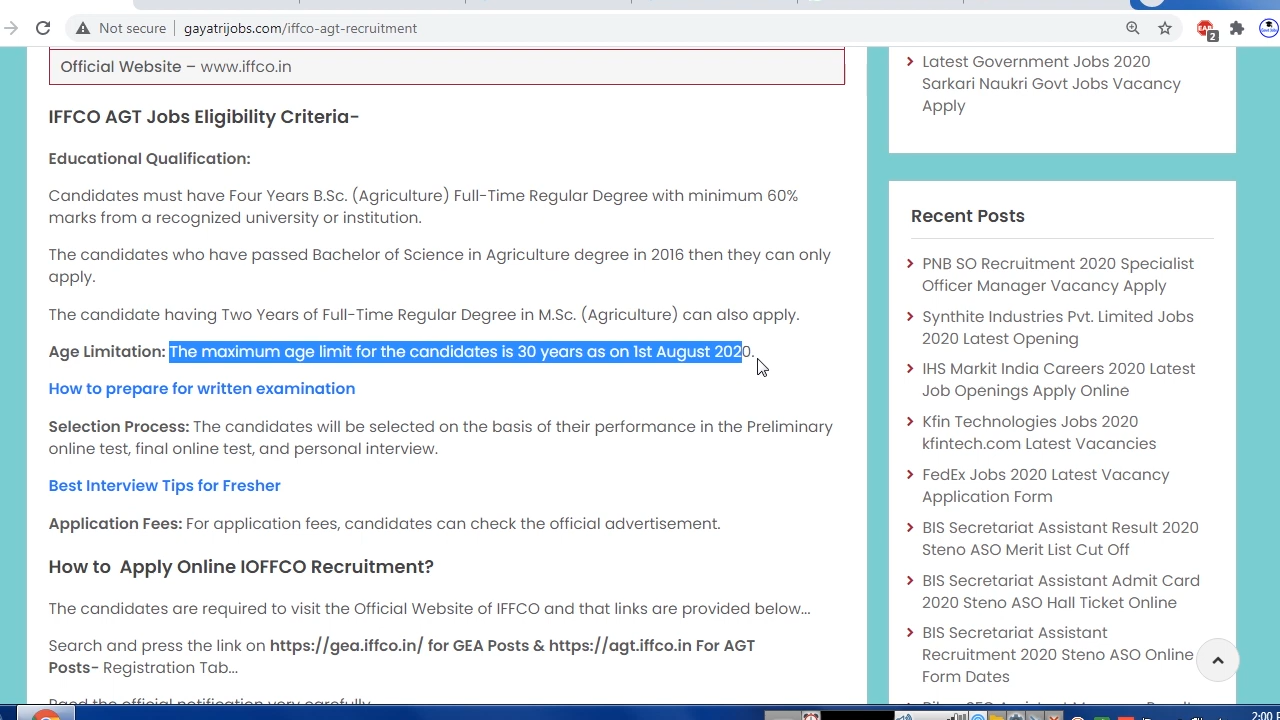 Not secure
gayatrijobs.com/iffco-agt-recruitment
2
Official Website – www.iffco.in
IFFCO AGT Jobs Eligibility Criteria-
Educational Qualification:
Candidates must have Four Years B.Sc. (Agriculture) Full-Time Regular Degree with minimum 60%
marks from a recognized university or institution.
The candidates who have passed Bachelor of Science in Agriculture degree in 2016 then they can only
apply.
The candidate having Two Years of Full-Time Regular Degree in M.Sc. (Agriculture) can also apply.
Age Limitation: The maximum age limit for the candidates is 30 years as on 1st August 2020.
How to prepare for written examination
Selection Process: The candidates will be selected on the basis of their performance in the Preliminary
online test, final online test, and personal interview.
Best Interview Tips for Fresher
Application Fees: For application fees, candidates can check the official advertisement.
How to  Apply Online IOFFCO Recruitment?
The candidates are required to visit the Official Website of IFFCO and that links are provided below...
Search and press the link on https://gea.iffco.in/ for GEA Posts & https://agt.iffco.in For AGT
Posts- Registration Tab...
Latest Government Jobs 2020
Sarkari Naukri Govt Jobs Vacancy
Apply
Recent Posts
PNB SO Recruitment 2020 Specialist
Officer Manager Vacancy Apply
Synthite Industries Pvt. Limited Jobs
2020 Latest Opening
IHS Markit India Careers 2020 Latest
Job Openings Apply Online
Kfin Technologies Jobs 2020
kfintech.com Latest Vacancies
FedEx Jobs 2020 Latest Vacancy
Application Form
BIS Secretariat Assistant Result 2020
Steno ASO Merit List Cut Off
BIS Secretariat Assistant Admit Card
2020 Steno ASO Hall Ticket Online
BIS Secretariat Assistant
Recruitment 2020 Steno ASO Online
Form Dates
2:00